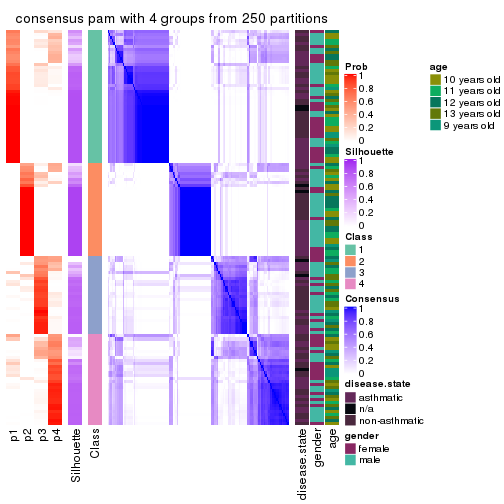 consensus pam with 4 groups from 250 partitions
p1
p2
p3
p4
Silhouette
Class
disease.state
gender
age
Prob
1
0.8
0.6
0.4
0.2
0
Silhouette
1
0.8
0.6
0.4
0.2
0
Class
1
2
3
4
Consensus
1
0.8
0.6
0.4
0.2
0
disease.state
asthmatic
n/a
non-asthmatic
gender
female
male
age
10 years old
11 years old
12 years old
13 years old
9 years old